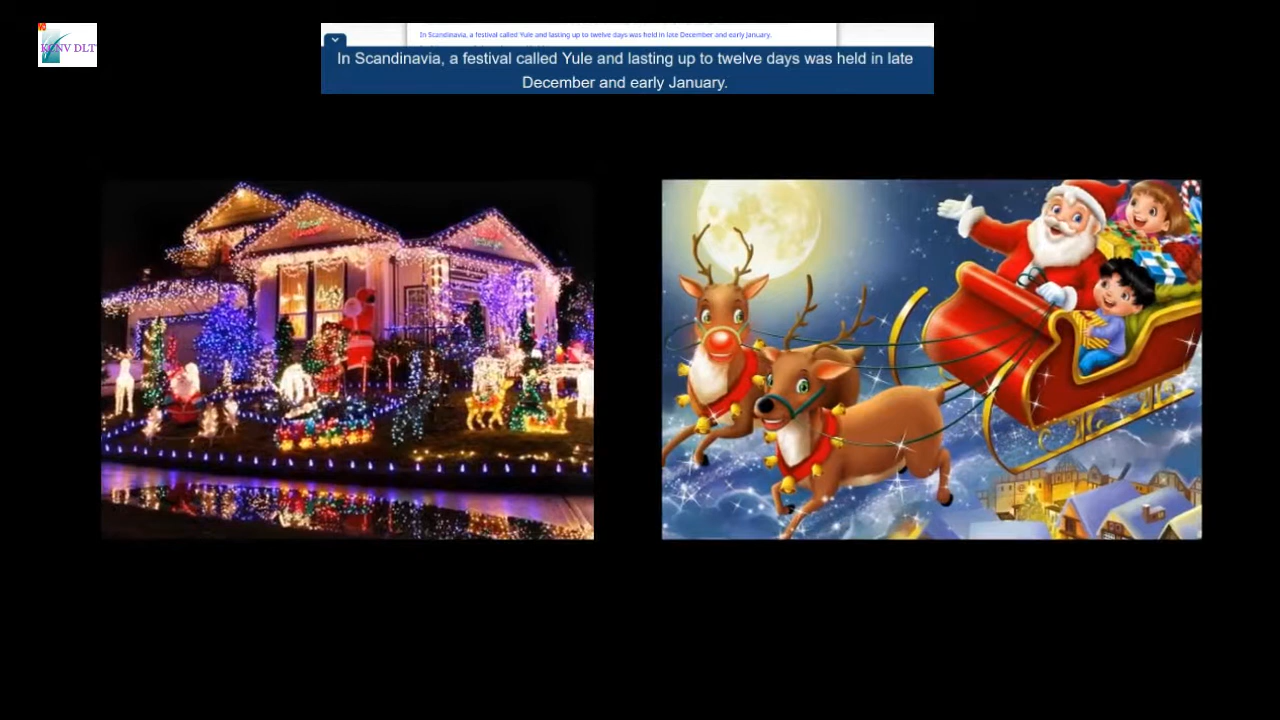 KONV DLT
In Scandinavia, a festival called Yule and lasting up to twelve days was held in late December and early January.
In Scandinavia, a festival called Yule and lasting up to twelve days was held in late
December and early January.